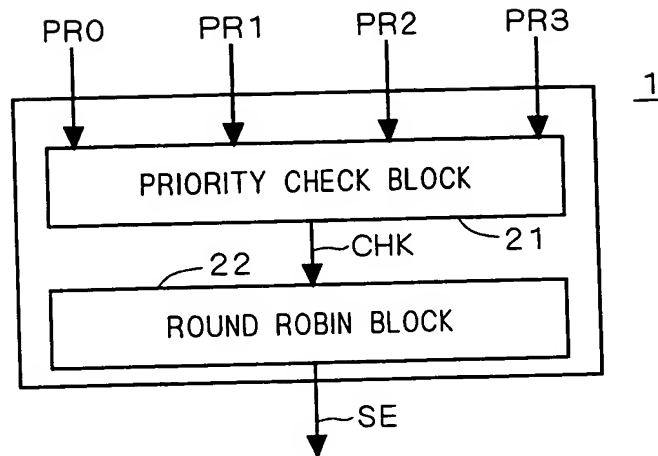 PR0 PR1 PR2 PR3
1
PRIORITY CHECK BLOCK
21
CHK
22
ROUND ROBIN BLOCK
SE